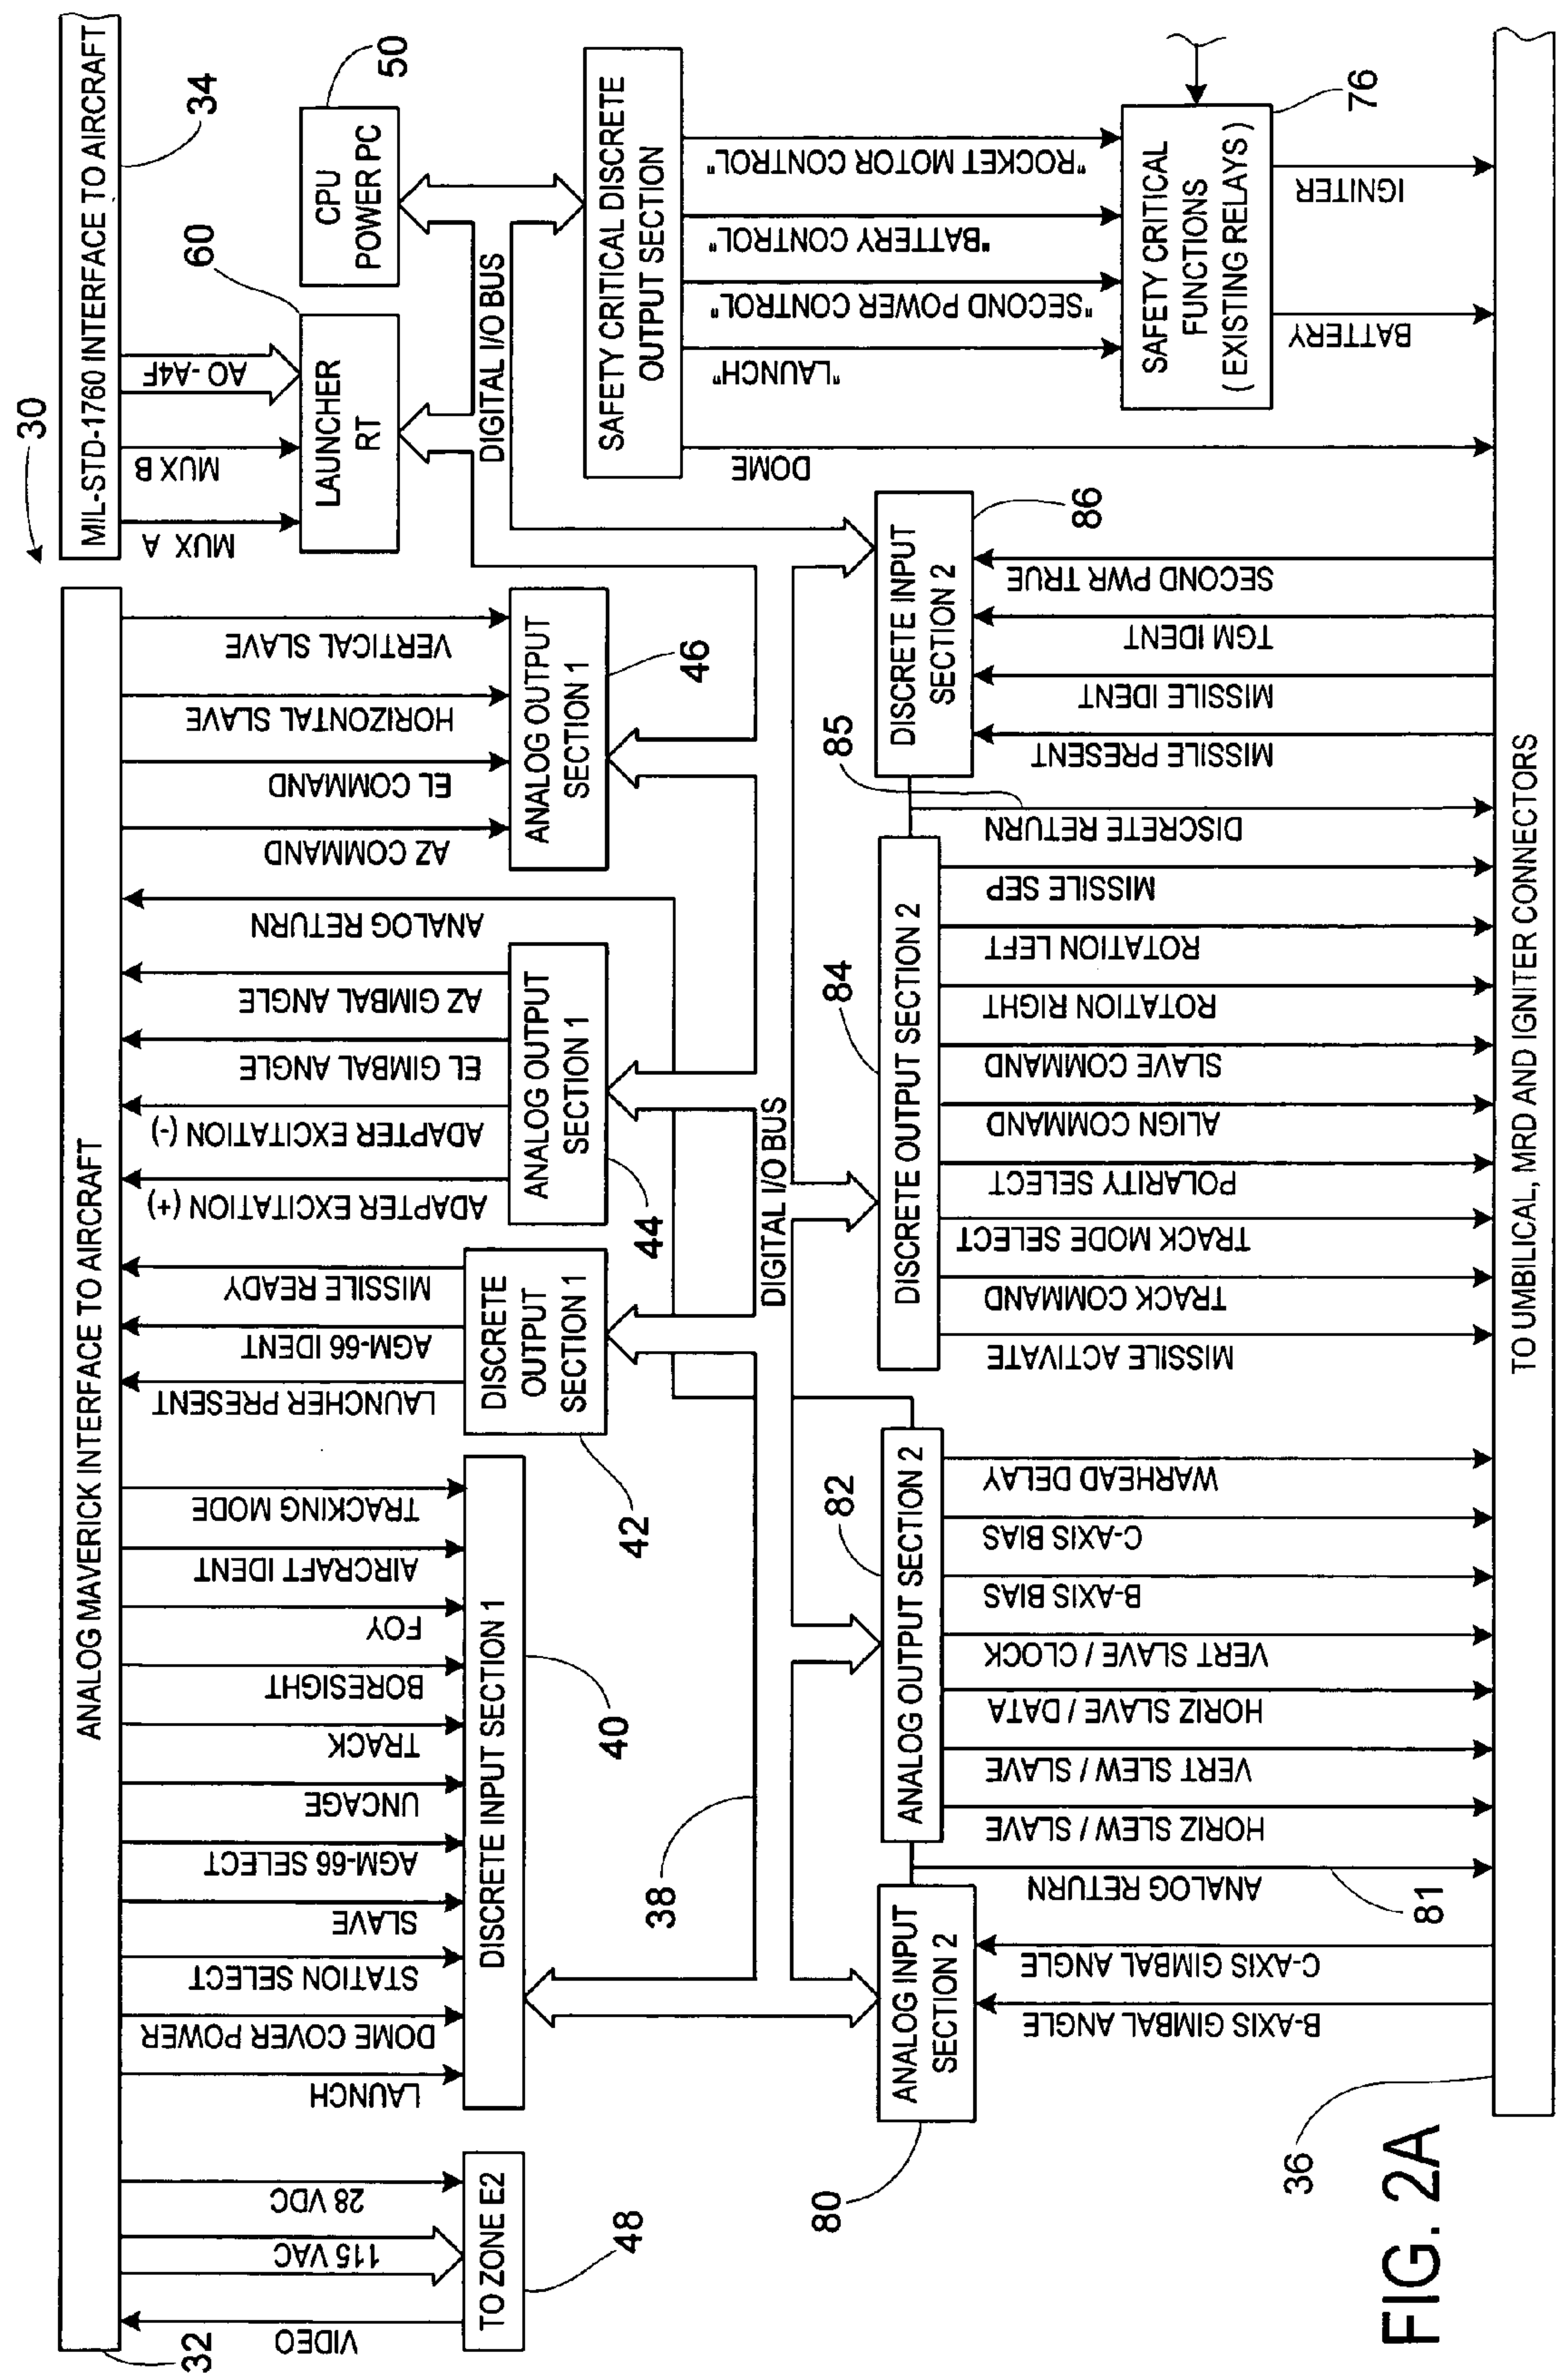 30
ANALOG MAVERICK INTERFACE TO AIRCRAFT
MIL-STD-1760 INTERFACE TO AIRCRAFT
32
34
VIDEO
115 VAC
28 VDC
TO ZONE E2
48
LAUNCH
DOME COVER POWER
STATION SELECT
SLAVE
AGM-66 SELECT
UNCAGE
TRACK
BORESIGHT
FOY
AIRCRAFT IDENT
TRACKING MODE
DISCRETE INPUT SECTION 1
40
LAUNCHER PRESENT
AGM-66 IDENT
MISSILE READY
DISCRETE
OUTPUT
SECTION 1
42
ADAPTER EXCITATION (+)
ADAPTER EXCITATION (-)
EL GIMBAL ANGLE
AZ GIMBAL ANGLE
ANALOG OUTPUT
SECTION 1
44
ANALOG RETURN
AZ COMMAND
EL COMMAND
HORIZONTAL SLAVE
VERTICAL SLAVE
ANALOG OUTPUT
SECTION 1
46
MUX A
MUX B
AO -A4F
LAUNCHER
RT
60
CPU
POWER PC
50
DIGITAL I/O BUS
38
DIGITAL I/O BUS
SAFETY CRITICAL DISCRETE
OUTPUT SECTION
DOME
"LAUNCH"
"SECOND POWER CONTROL"
"BATTERY CONTROL"
"ROCKET MOTOR CONTROL"
SAFETY CRITICAL
FUNCTIONS
( EXISTING RELAYS )
76
BATTERY
IGNITER
80
ANALOG INPUT
SECTION 2
B-AXIS GIMBAL ANGLE
C-AXIS GIMBAL ANGLE
ANALOG RETURN
81
82
ANALOG OUTPUT SECTION 2
HORIZ SLEW / SLAVE
VERT SLEW / SLAVE
HORIZ SLAVE / DATA
VERT SLAVE / CLOCK
B-AXIS BIAS
C-AXIS BIAS
WARHEAD DELAY
84
DISCRETE OUTPUT SECTION 2
MISSILE ACTIVATE
TRACK COMMAND
TRACK MODE SELECT
POLARITY SELECT
ALIGN COMMAND
SLAVE COMMAND
ROTATION RIGHT
ROTATION LEFT
MISSILE SEP
DISCRETE RETURN
85
DISCRETE INPUT
SECTION 2
86
MISSILE PRESENT
MISSILE IDENT
TGM IDENT
SECOND PWR TRUE
36
TO UMBILICAL, MRD AND IGNITER CONNECTORS
FIG. 2A